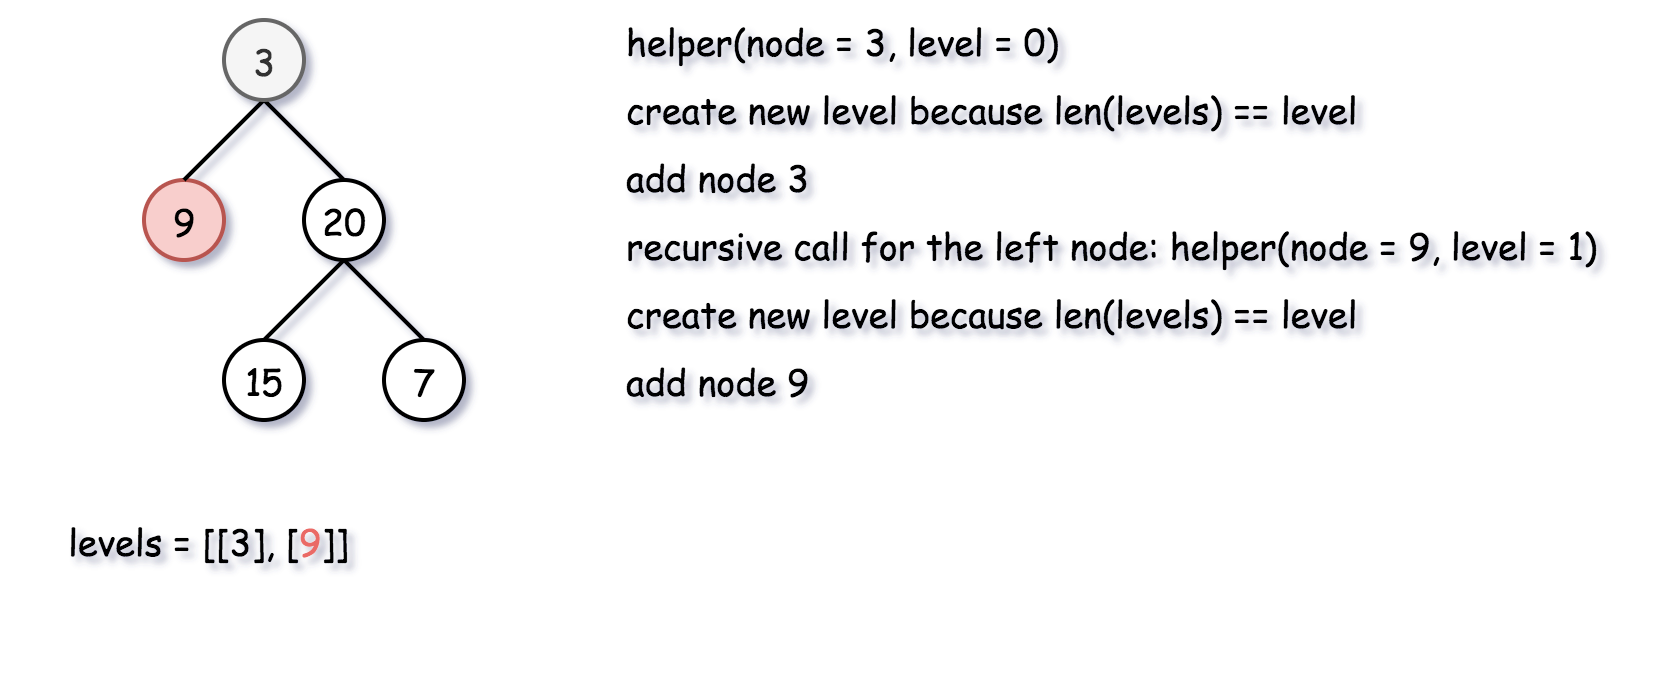 3
9
20
15
7
helper(node = 3, level = 0)
create new level because len(levels) == level
add node 3
recursive call for the left node: helper(node = 9, level = 1)
create new level because len(levels) == level
add node 9
levels = [[3], [9]]